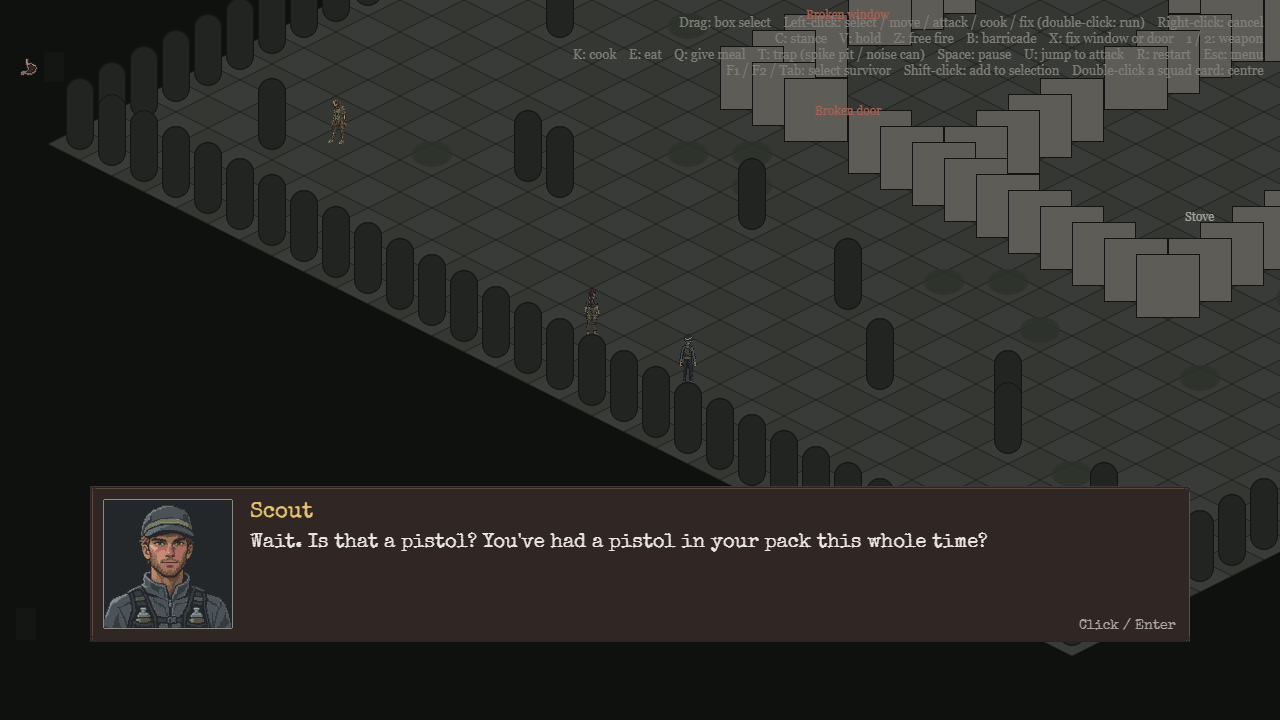 Broken window
Drag: box select Left-click: select / move / attack / cook / fix (double-click: run) Right-click: cancel
C: stance V: hold Z: free fire B: barricade X: fix window or door 1 / 2: weapon
K: cook E: eat Q: give meal T: trap (spike pit / noise can) Space: pause U: jump to attack R: restart Esc: menu
F1 / F2 / Tab: select survivor Shift-click: add to selection Double-click a squad card: centre
Broken door
Stove
Scout
Wait. Is that a pistol? You've had a pistol in your pack this whole time?
Click / Enter